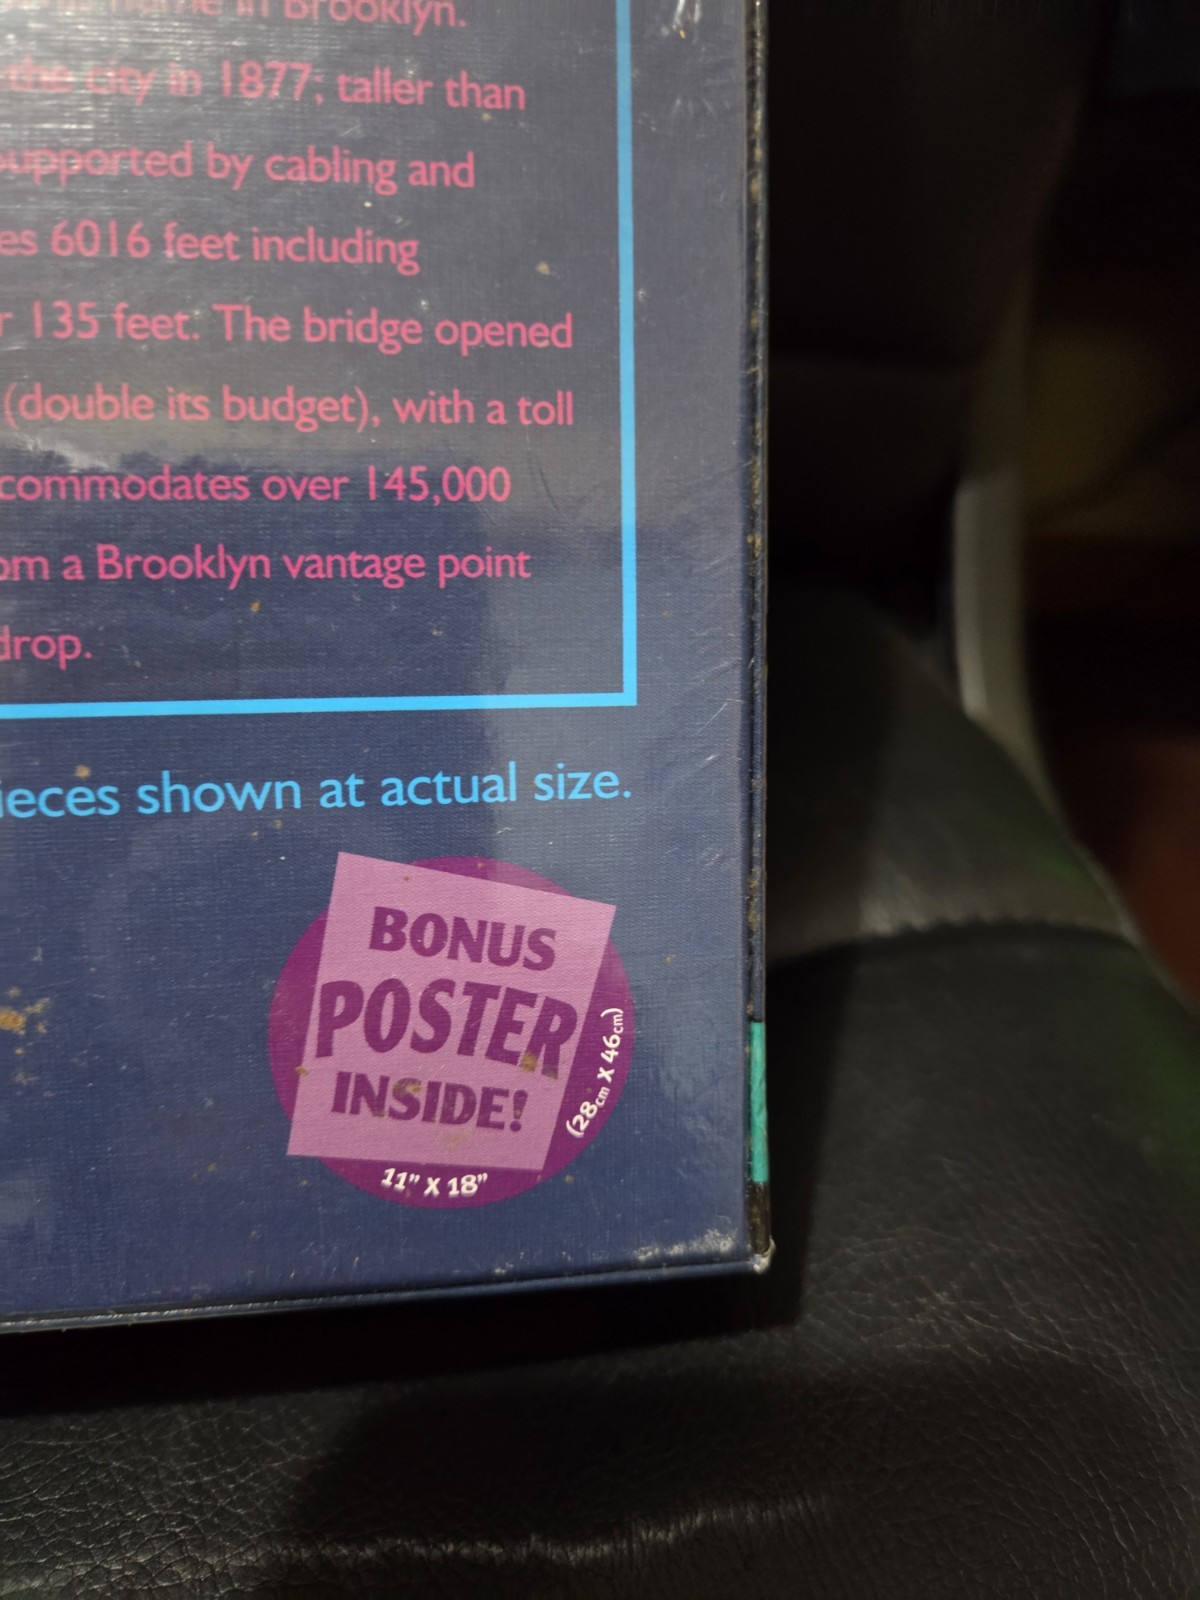 name in Brooklyn.
the city in 1877; taller than
supported by cabling and
es 6016 feet including
r 135 feet. The bridge opened
(double its budget), with a toll
commodates over 145,000
om a Brooklyn vantage point
drop.
ieces shown at actual size.
BONUS
POSTER
INSIDE!
11" X 18"
(28cm X 46cm)